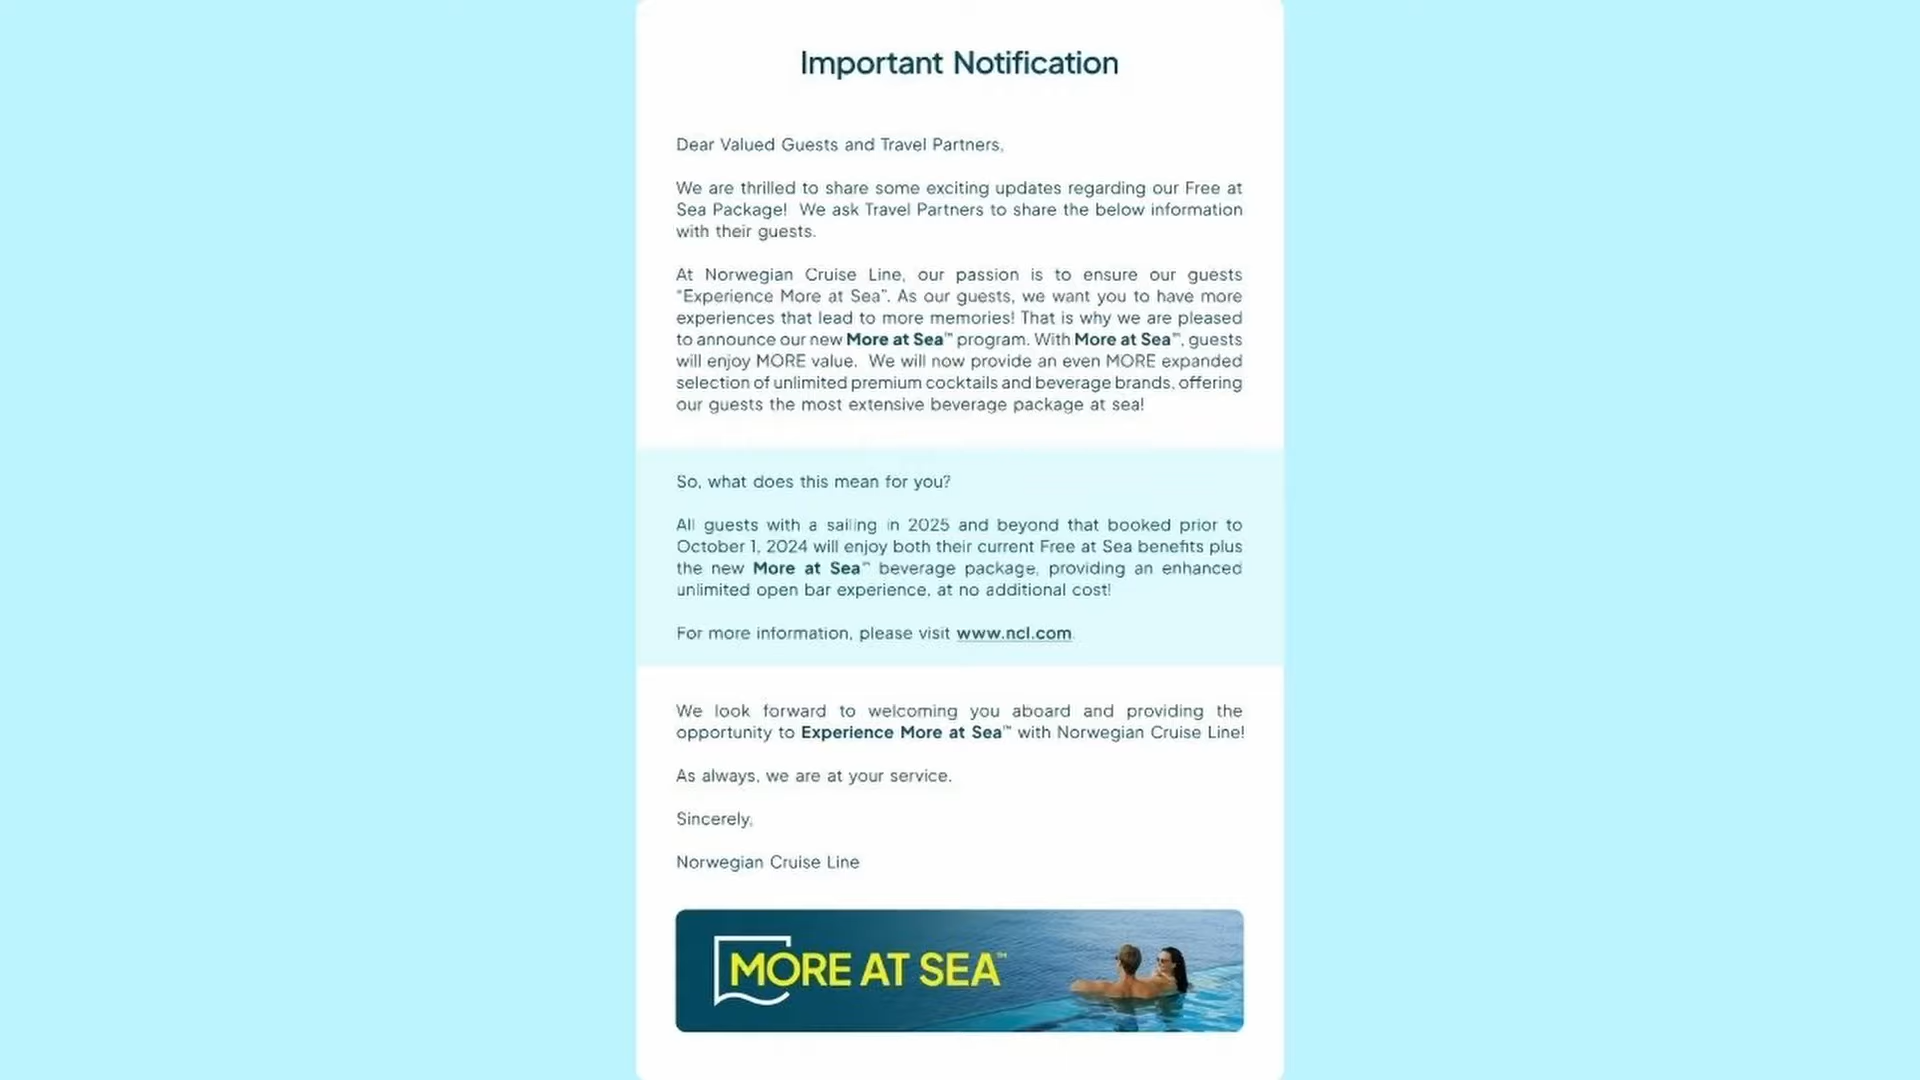 Important Notification
Dear Valued Guests and Travel Partners,
We are thrilled to share some exciting updates regarding our Free at
Sea Package! We ask Travel Partners to share the below information
with their guests.
At Norwegian Cruise Line, our passion is to ensure our guests
“Experience More at Sea”. As our guests, we want you to have more
experiences that lead to more memories! That is why we are pleased
to announce our new More at Sea™ program. With More at Sea™, guests
will enjoy MORE value. We will now provide an even MORE expanded
selection of unlimited premium cocktails and beverage brands, offering
our guests the most extensive beverage package at sea!
So, what does this mean for you?
All guests with a sailing in 2025 and beyond that booked prior to
October 1, 2024 will enjoy both their current Free at Sea benefits plus
the new More at Sea™ beverage package, providing an enhanced
unlimited open bar experience, at no additional cost!
For more information, please visit www.ncl.com.
We look forward to welcoming you aboard and providing the
opportunity to Experience More at Sea™ with Norwegian Cruise Line!
As always, we are at your service.
Sincerely,
Norwegian Cruise Line
MORE AT SEA™